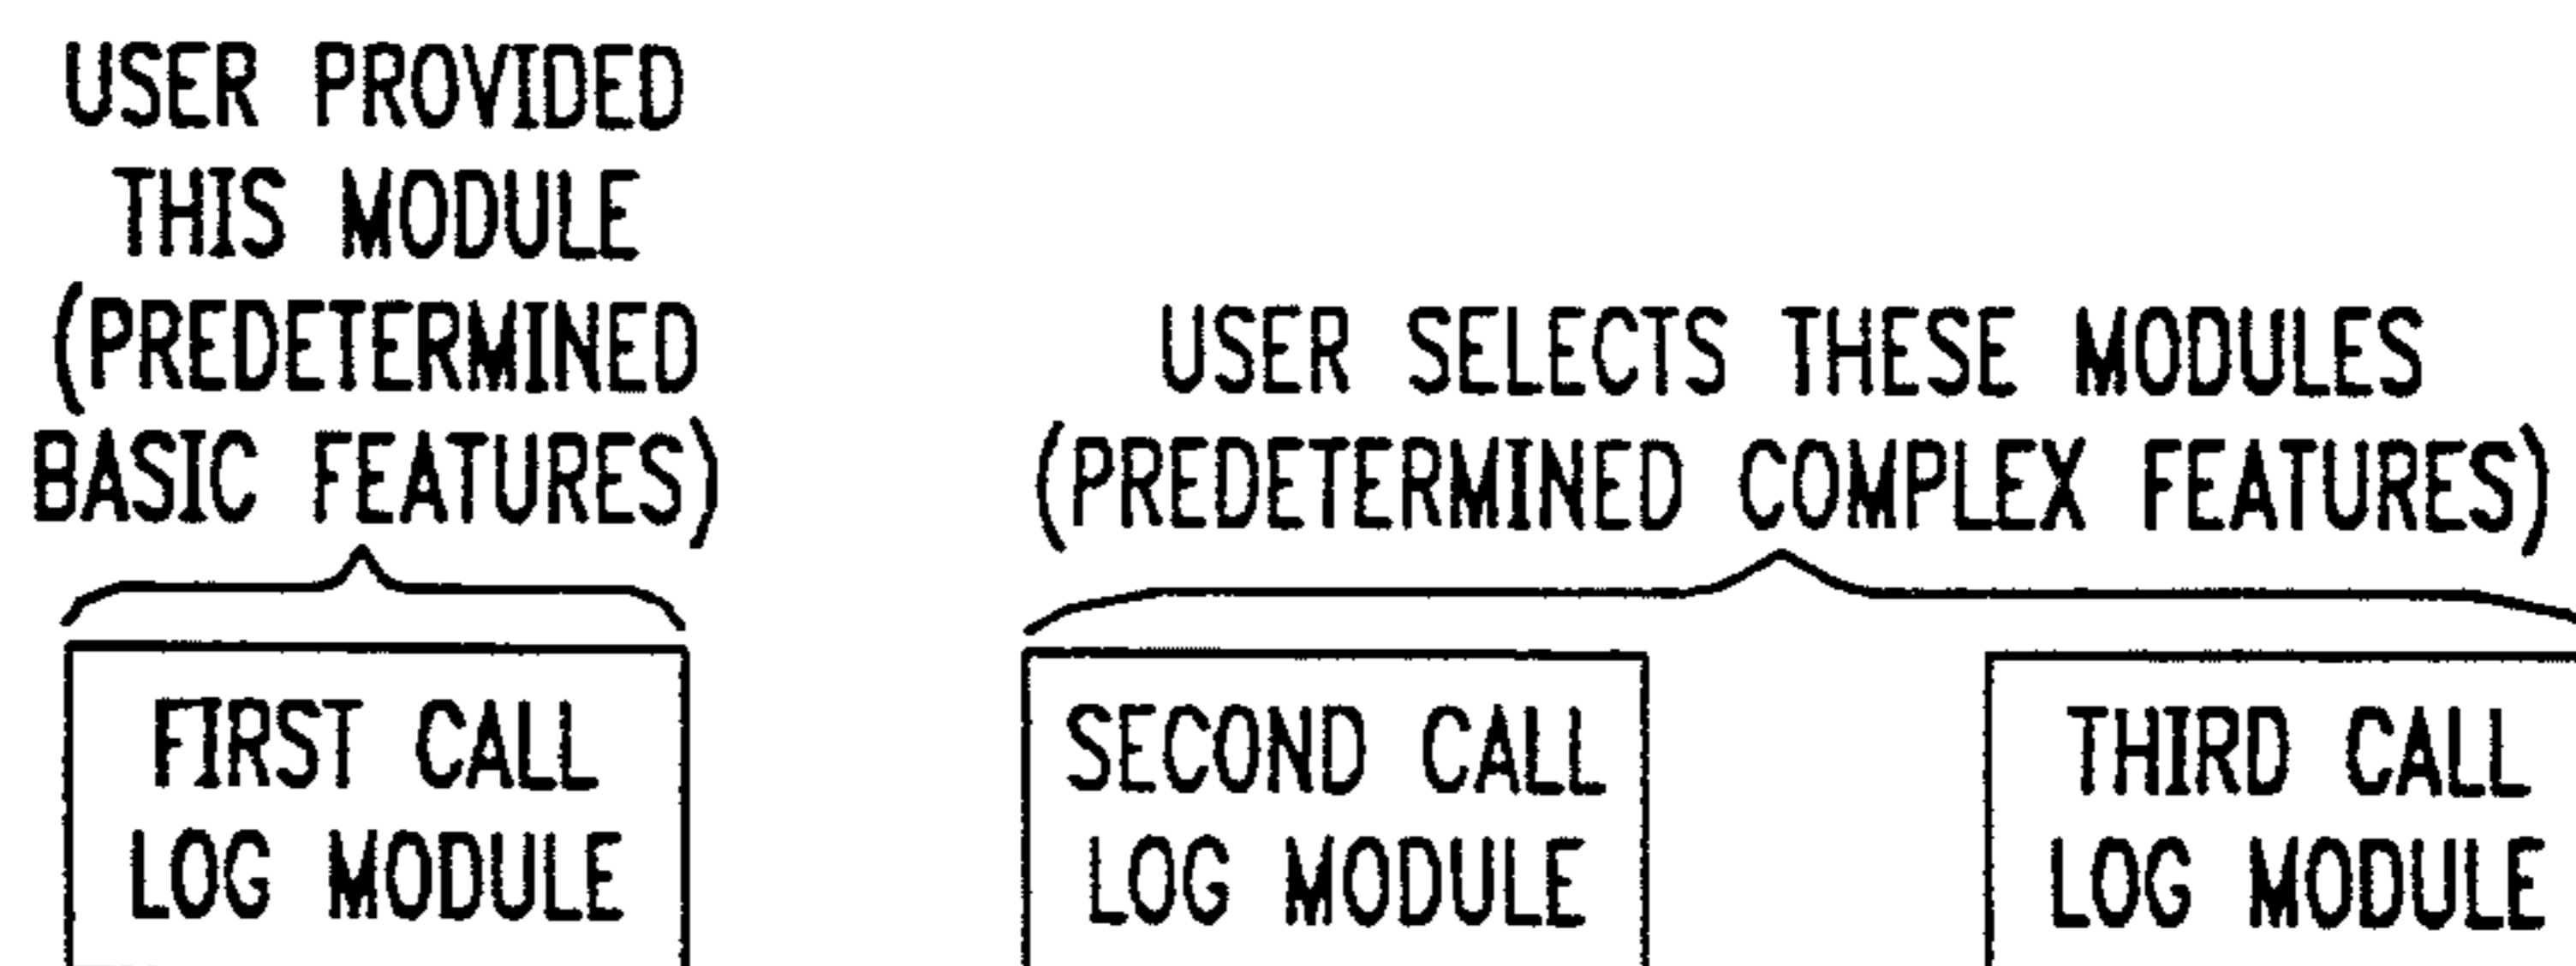 USER PROVIDED
THIS MODULE
(PREDETERMINED
BASIC FEATURES)
USER SELECTS THESE MODULES
(PREDETERMINED COMPLEX FEATURES)
FIRST CALL
LOG MODULE
SECOND CALL
LOG MODULE
THIRD CALL
LOG MODULE